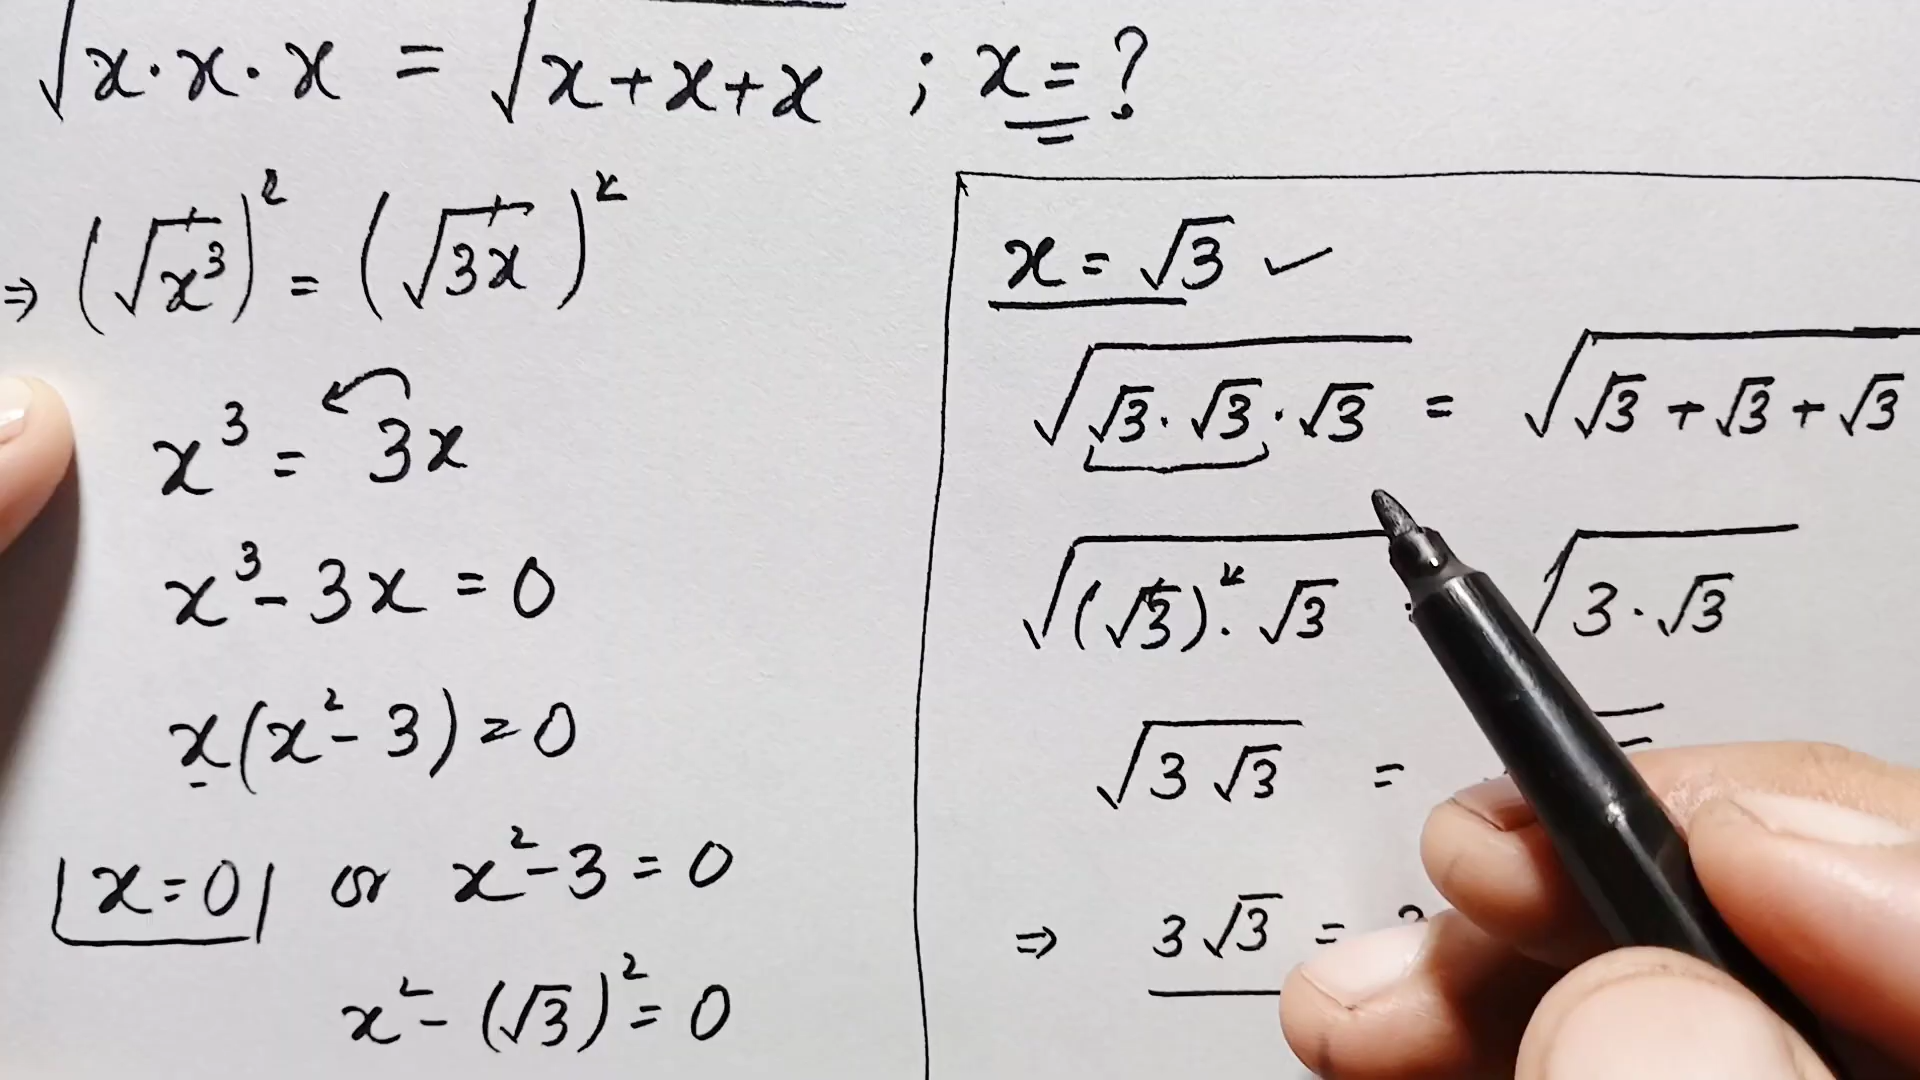 √x·x·x = √x+x+x ; x = ?
⇒ (√x³)² = (√3x)²
x³ = 3x
x³ - 3x = 0
x(x² - 3) = 0
x = 0 or x² - 3 = 0
x² - (√3)² = 0
x = √3 ✓
√√3·√3·√3 = √√3+√3+√3
√(√3)²·√3 = √3·√3
√3√3 =
⇒ 3√3 =